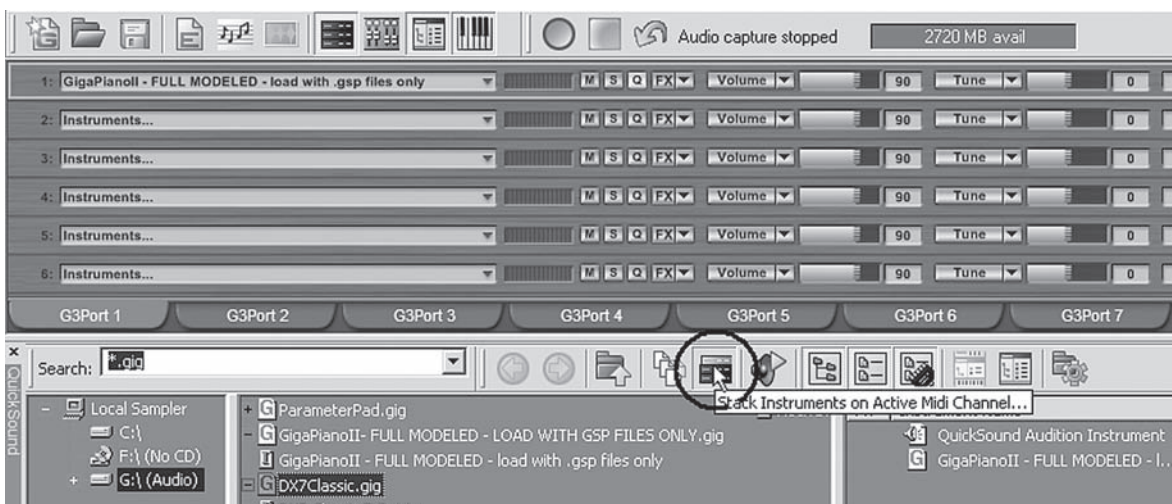 Audio capture stopped 2720 MB avail
1: GigaPianoII - FULL MODELED - load with .gsp files only M S Q FX Volume 90 Tune 0
2: Instruments... M S Q FX Volume 90 Tune 0
3: Instruments... M S Q FX Volume 90 Tune 0
4: Instruments... M S Q FX Volume 90 Tune 0
5: Instruments... M S Q FX Volume 90 Tune 0
6: Instruments... M S Q FX Volume 90 Tune 0
G3Port 1 G3Port 2 G3Port 3 G3Port 4 G3Port 5 G3Port 6 G3Port 7
QuickSound
Search: *.gig
Stack Instruments on Active Midi Channel...
Local Sampler
C:\
F:\ (No CD)
G:\ (Audio)
ParameterPad.gig
GigaPianoII- FULL MODELED - LOAD WITH GSP FILES ONLY.gig
GigaPianoII - FULL MODELED - load with .gsp files only
DX7Classic.gig
QuickSound Audition Instrument
GigaPianoII - FULL MODELED - l...